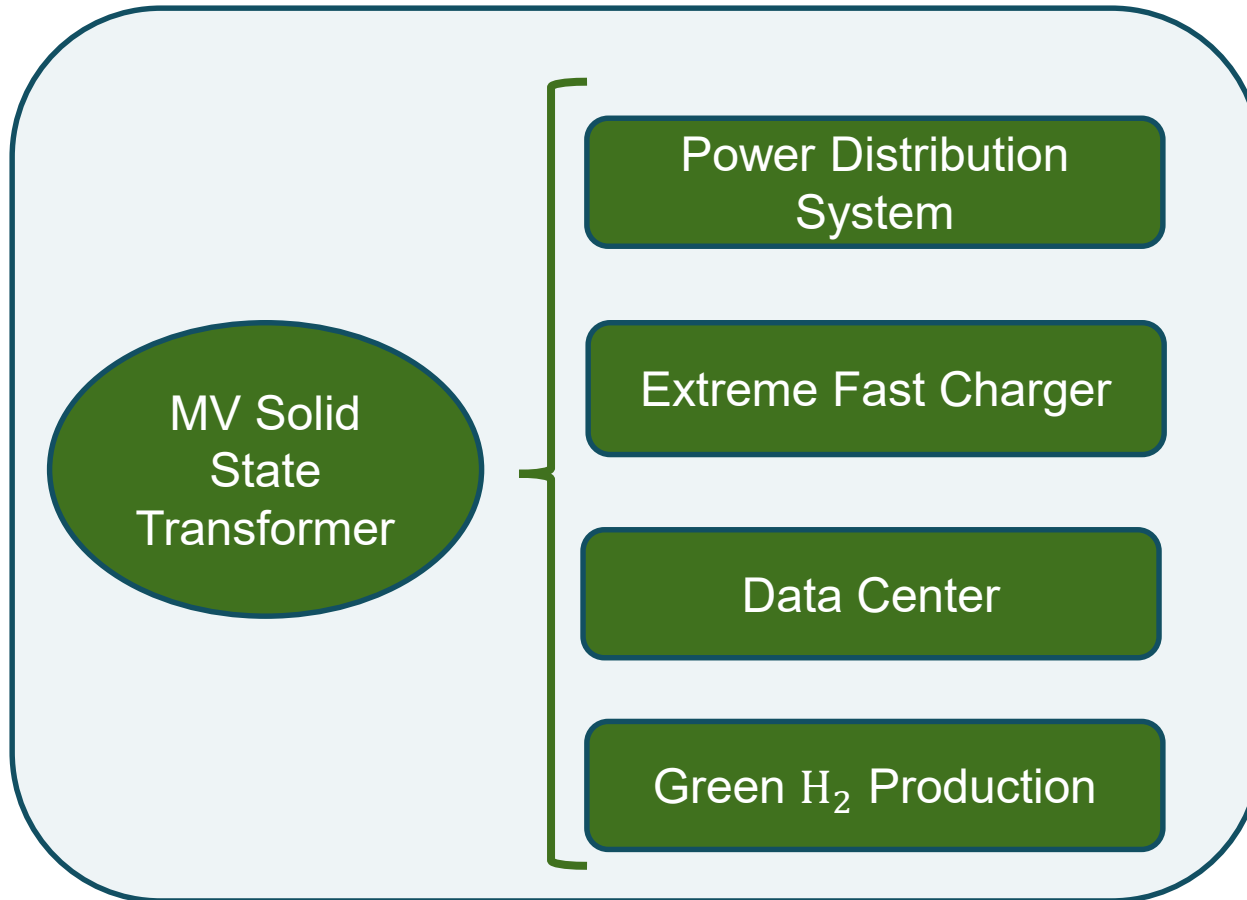 MV Solid
State
Transformer
Power Distribution
System
Extreme Fast Charger
Data Center
Green H₂ Production